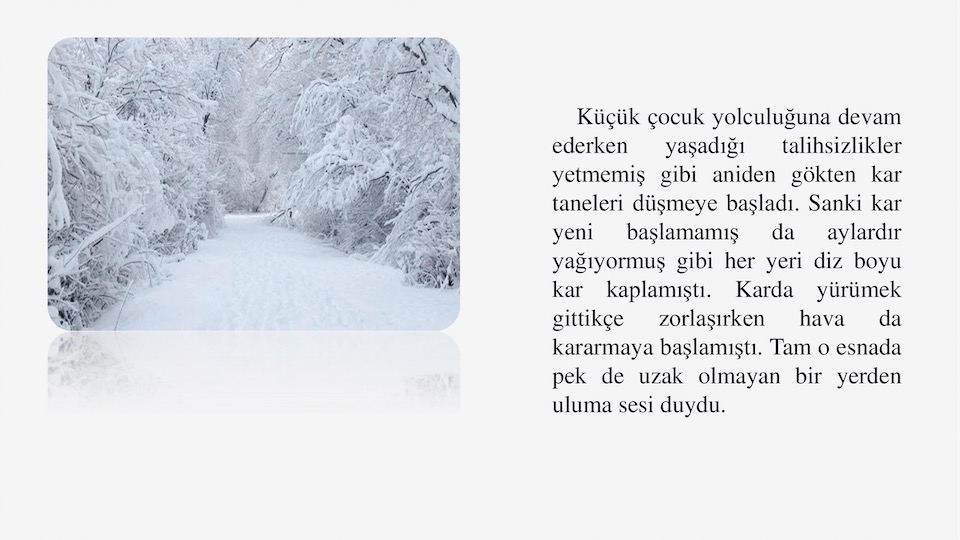 Küçük çocuk yolculuğuna devam
ederken yaşadığı talihsizlikler
yetmemiş gibi aniden gökten kar
taneleri düşmeye başladı. Sanki kar
yeni başlamamış da aylardır
yağıyormuş gibi her yeri diz boyu
kar kaplamıştı. Karda yürümek
gittikçe zorlaşırken hava da
kararmaya başlamıştı. Tam o esnada
pek de uzak olmayan bir yerden
uluma sesi duydu.